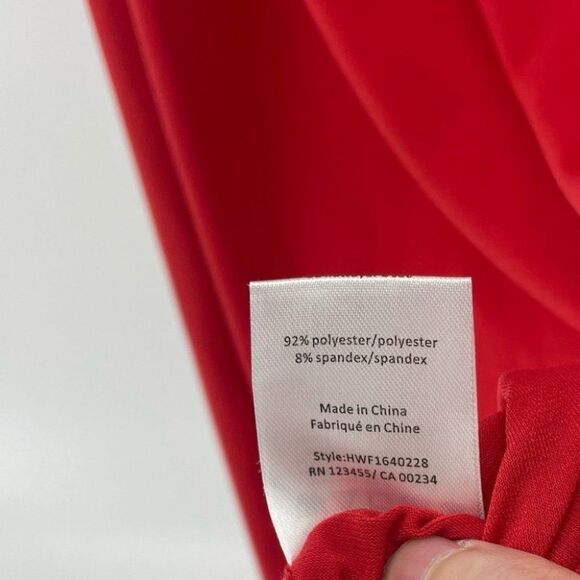 92% polyester/polyester
8% spandex/spandex
Made in China
Fabriqué en Chine
Style:HWF1640228
RN 123455/ CA 00234